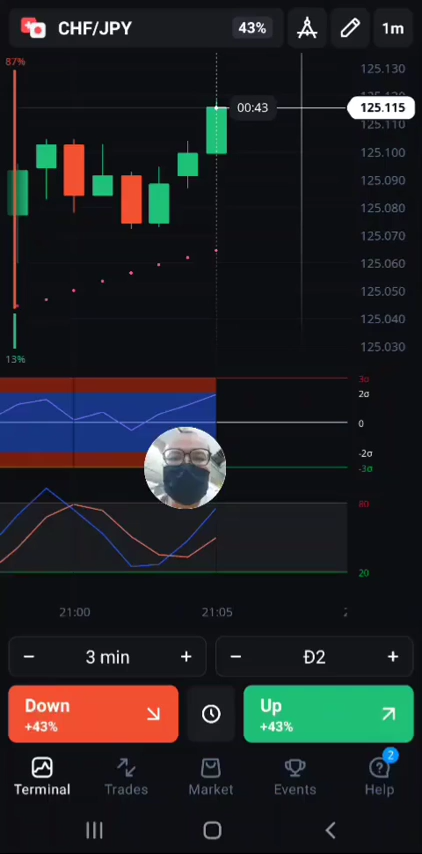 CHF/JPY
43%
1m
87%
125.130
00:43
125.115
125.110
125.100
125.090
125.080
125.070
125.060
125.050
125.040
125.030
13%
3σ
2σ
0
-2σ
-3σ
80
20
21:00
21:05
− 3 min +
− Đ2 +
Down
+43%
Up
+43%
2
Terminal
Trades
Market
Events
Help